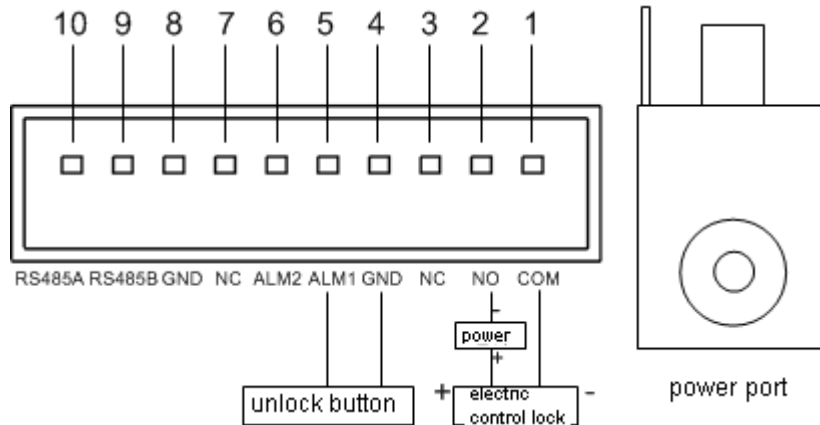 10 9 8 7 6 5 4 3 2 1
RS485A RS485B GND NC ALM2 ALM1 GND NC NO COM
-
power
+
unlock button
+ electric -
control lock
power port